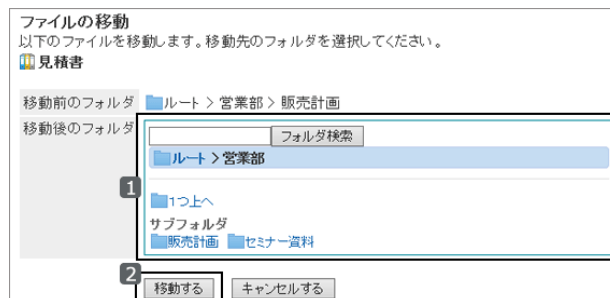 ファイルの移動
以下のファイルを移動します。移動先のフォルダを選択してください。
見積書
移動前のフォルダ ルート > 営業部 > 販売計画
移動後のフォルダ
フォルダ検索
ルート > 営業部
1
1つ上へ
サブフォルダ
販売計画 セミナー資料
2
移動する キャンセルする